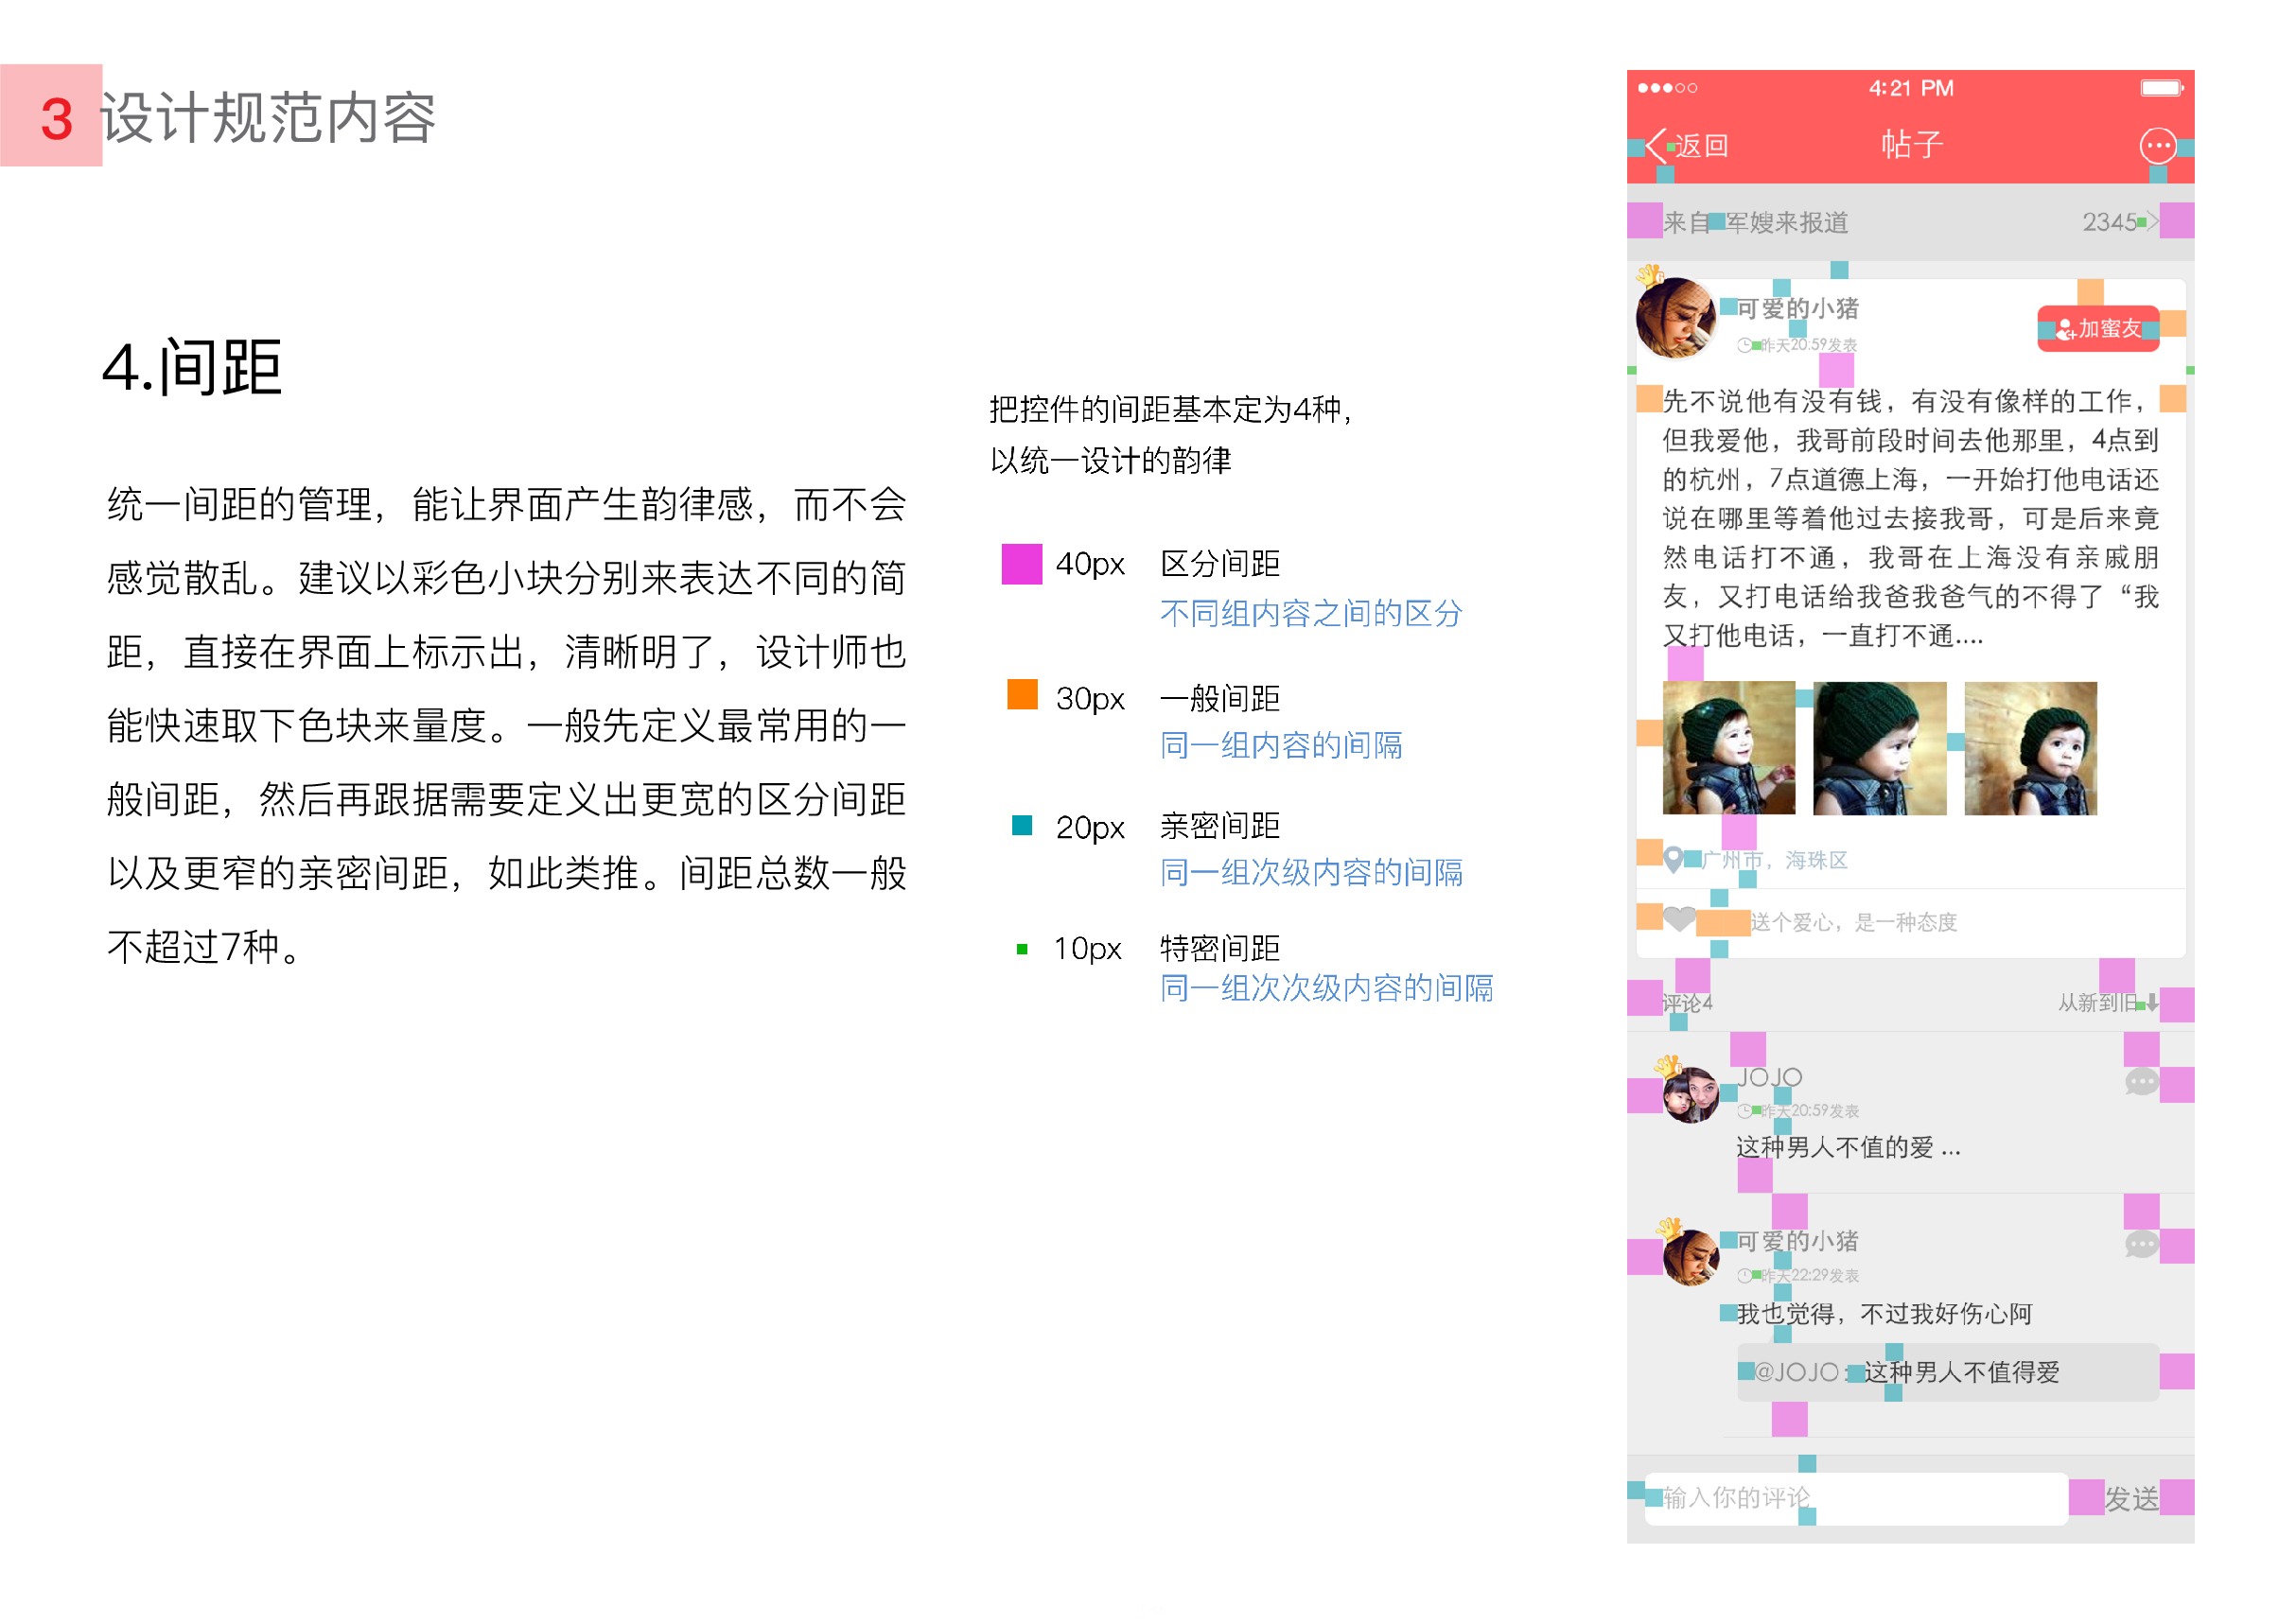 3 设计规范内容
4.间距
统一间距的管理，能让界面产生韵律感，而不会
感觉散乱。建议以彩色小块分别来表达不同的简
距，直接在界面上标示出，清晰明了，设计师也
能快速取下色块来量度。一般先定义最常用的一
般间距，然后再跟据需要定义出更宽的区分间距
以及更窄的亲密间距，如此类推。间距总数一般
不超过7种。
把控件的间距基本定为4种，
以统一设计的韵律
40px 区分间距
不同组内容之间的区分
30px 一般间距
同一组内容的间隔
20px 亲密间距
同一组次级内容的间隔
10px 特密间距
同一组次次级内容的间隔
4:21 PM
返回 帖子
来自 军嫂来报道 2345
可爱的小猪
加蜜友
昨天20:59发表
先不说他有没有钱，有没有像样的工作，
但我爱他，我哥前段时间去他那里，4点到
的杭州，7点道德上海，一开始打他电话还
说在哪里等着他过去接我哥，可是后来竟
然电话打不通，我哥在上海没有亲戚朋
友，又打电话给我爸我爸气的不得了“我
又打他电话，一直打不通....
广州市，海珠区
送个爱心，是一种态度
评论4 从新到旧
JOJO
昨天20:59发表
这种男人不值的爱 ...
可爱的小猪
昨天22:29发表
我也觉得，不过我好伤心阿
@JOJO：这种男人不值得爱
输入你的评论 发送